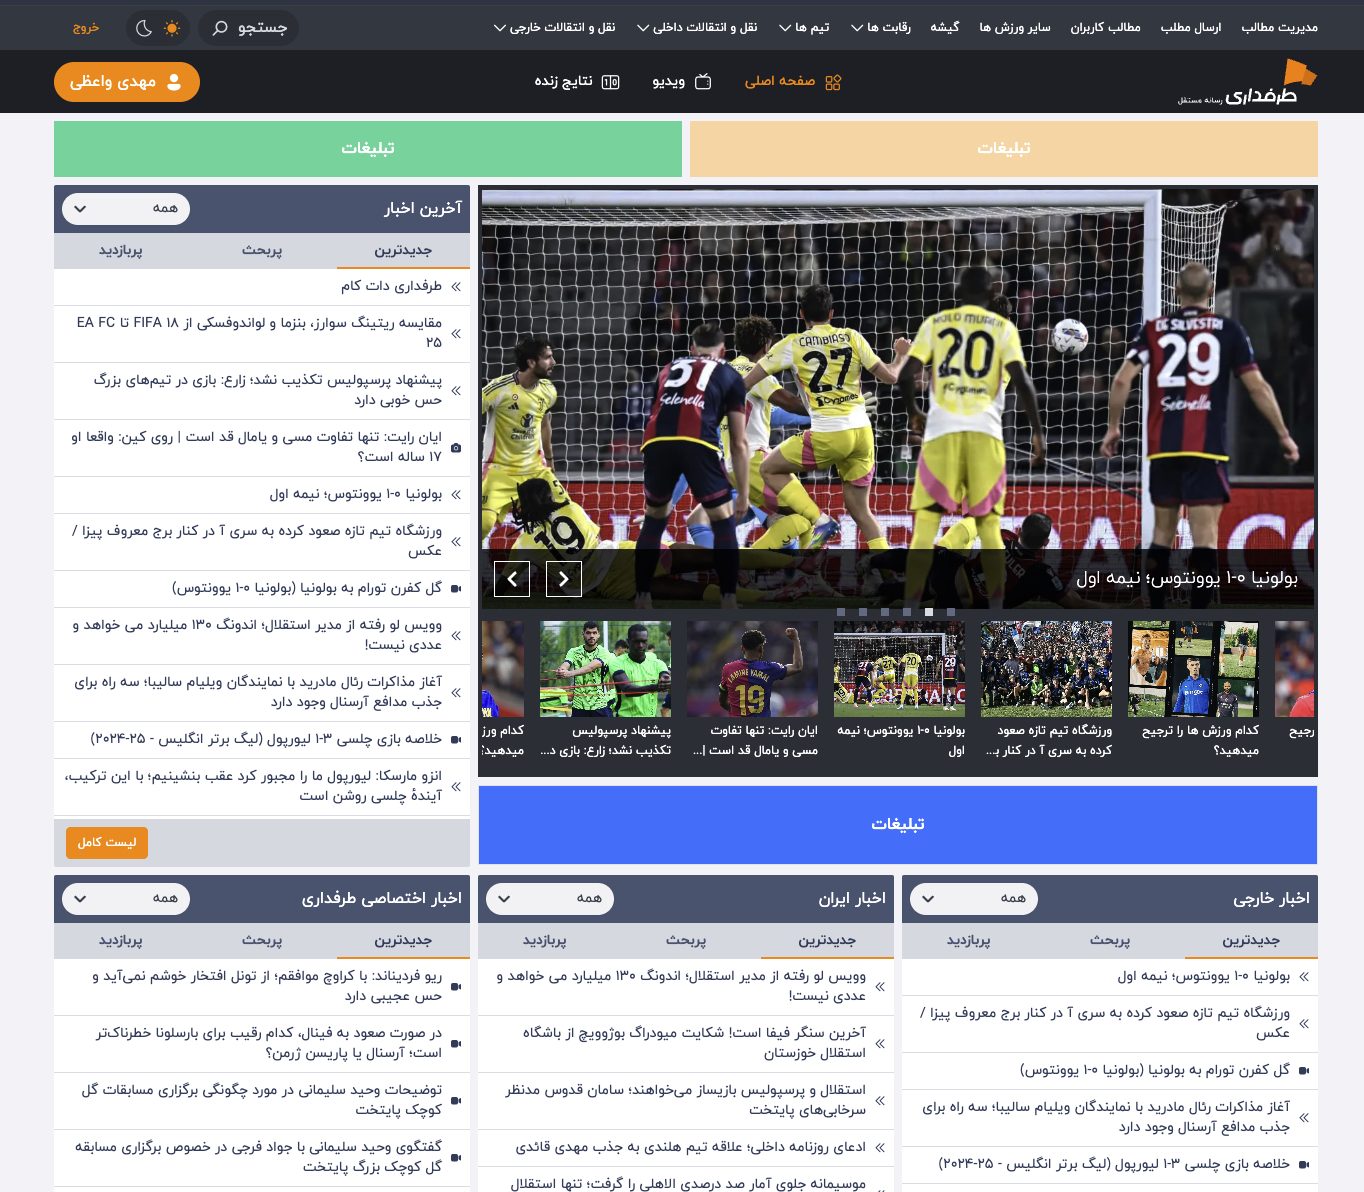 مدیریت مطالب
ارسال مطلب
مطالب کاربران
سایر ورزش ها
گیشه
رقابت ها
تیم ها
نقل و انتقالات داخلی
نقل و انتقالات خارجی
جستجو
خروج
طرفداری رسانه مستقل
صفحه اصلی
ویدیو
نتایج زنده
مهدی واعظی
تبلیغات
تبلیغات
DE SILVESTRI
29
KOLO MUANI
20
CAMBIASO
27
31
Selenella
Selenella
19
بولونیا ۰-۱ یوونتوس؛ نیمه اول
رجیح
کدام ورزش ها را ترجیح
میدهید؟
ورزشگاه تیم تازه صعود
کرده به سری آ در کنار بـ...
بولونیا ۰-۱ یوونتوس؛ نیمه
اول
ایان رایت: تنها تفاوت
مسی و یامال قد است |...
پیشنهاد پرسپولیس
تکذیب نشد؛ زارع: بازی د...
کدام ورز
میدهید؟
تبلیغات
آخرین اخبار
همه
جدیدترین
پربحث
پربازدید
طرفداری دات کام
مقایسه ریتینگ سوارز، بنزما و لواندوفسکی از FIFA ۱۸ تا EA FC
۲۵
پیشنهاد پرسپولیس تکذیب نشد؛ زارع: بازی در تیم‌های بزرگ
حس خوبی دارد
ایان رایت: تنها تفاوت مسی و یامال قد است | روی کین: واقعا او
۱۷ ساله است؟
بولونیا ۰-۱ یوونتوس؛ نیمه اول
ورزشگاه تیم تازه صعود کرده به سری آ در کنار برج معروف پیزا /
عکس
گل کفرن تورام به بولونیا (بولونیا ۰-۱ یوونتوس)
وویس لو رفته از مدیر استقلال؛ اندونگ ۱۳۰ میلیارد می خواهد و
عددی نیست!
آغاز مذاکرات رئال مادرید با نمایندگان ویلیام سالیبا؛ سه راه برای
جذب مدافع آرسنال وجود دارد
خلاصه بازی چلسی ۳-۱ لیورپول (لیگ برتر انگلیس - ۲۵-۲۰۲۴)
انزو مارسکا: لیورپول ما را مجبور کرد عقب بنشینیم؛ با این ترکیب،
آیندهٔ چلسی روشن است
لیست کامل
اخبار خارجی
همه
جدیدترین
پربحث
پربازدید
بولونیا ۰-۱ یوونتوس؛ نیمه اول
ورزشگاه تیم تازه صعود کرده به سری آ در کنار برج معروف پیزا /
عکس
گل کفرن تورام به بولونیا (بولونیا ۰-۱ یوونتوس)
آغاز مذاکرات رئال مادرید با نمایندگان ویلیام سالیبا؛ سه راه برای
جذب مدافع آرسنال وجود دارد
خلاصه بازی چلسی ۳-۱ لیورپول (لیگ برتر انگلیس - ۲۵-۲۰۲۴)
اخبار ایران
همه
جدیدترین
پربحث
پربازدید
وویس لو رفته از مدیر استقلال؛ اندونگ ۱۳۰ میلیارد می خواهد و
عددی نیست!
آخرین سنگر فیفا است! شکایت میودراگ بوژوویچ از باشگاه
استقلال خوزستان
استقلال و پرسپولیس بازیساز می‌خواهند؛ سامان قدوس مدنظر
سرخابی‌های پایتخت
ادعای روزنامه داخلی؛ علاقه تیم هلندی به جذب مهدی قائدی
موسیمانه جلوی آمار صد درصدی الاهلی را گرفت؛ تنها استقلال
اخبار اختصاصی طرفداری
همه
جدیدترین
پربحث
پربازدید
ریو فردیناند: با کراوچ موافقم؛ از تونل افتخار خوشم نمی‌آید و
حس عجیبی دارد
در صورت صعود به فینال، کدام رقیب برای بارسلونا خطرناک‌تر
است؛ آرسنال یا پاریسن ژرمن؟
توضیحات وحید سلیمانی در مورد چگونگی برگزاری مسابقات گل
کوچک پایتخت
گفتگوی وحید سلیمانی با جواد فرجی در خصوص برگزاری مسابقه
گل کوچک بزرگ پایتخت